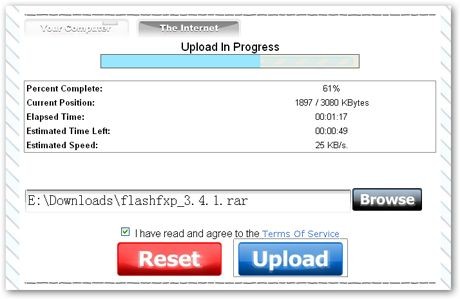 Your Computer The Internet
Upload In Progress
Percent Complete: 61%
Current Position: 1897 / 3080 KBytes
Elapsed Time: 00:01:17
Estimated Time Left: 00:00:49
Estimated Speed: 25 KB/s.
E:\Downloads\flashfxp_3.4.1.rar Browse
I have read and agree to the Terms Of Service
Reset Upload